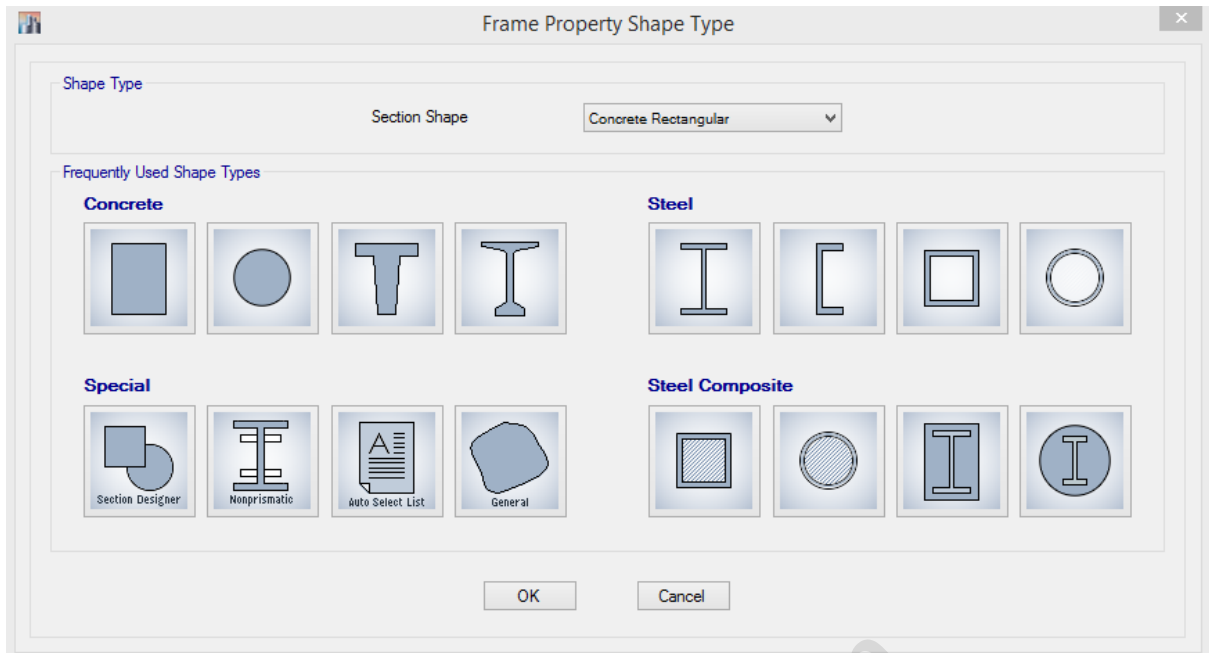 Frame Property Shape Type
Shape Type
Section Shape
Concrete Rectangular
Frequently Used Shape Types
Concrete
Steel
Special
Section Designer
Nonprismatic
Auto Select List
General
Steel Composite
OK
Cancel